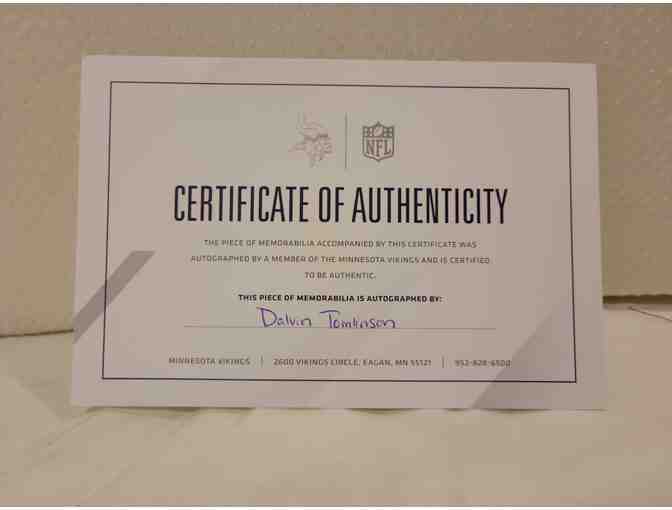 NFL
CERTIFICATE OF AUTHENTICITY
THE PIECE OF MEMORABILIA ACCOMPANIED BY THIS CERTIFICATE WAS
AUTOGRAPHED BY A MEMBER OF THE MINNESOTA VIKINGS AND IS CERTIFIED
TO BE AUTHENTIC.
THIS PIECE OF MEMORABILIA IS AUTOGRAPHED BY:
Dalvin Tomlinson
MINNESOTA VIKINGS | 2600 VIKINGS CIRCLE, EAGAN, MN 55121 | 952-828-6500